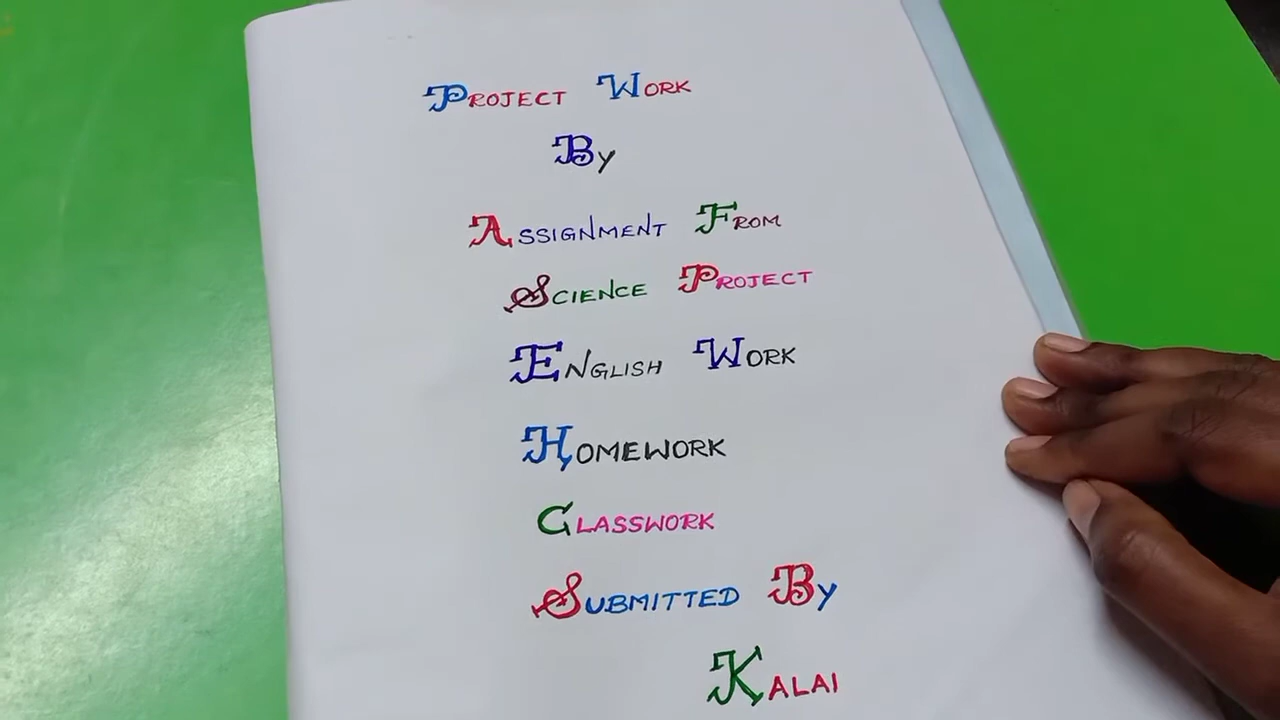 PROJECT WORK
By
ASSIGNMENT FROM
SCIENCE PROJECT
ENGLISH WORK
HOMEWORK
CLASSWORK
SUBMITTED By
KALAI